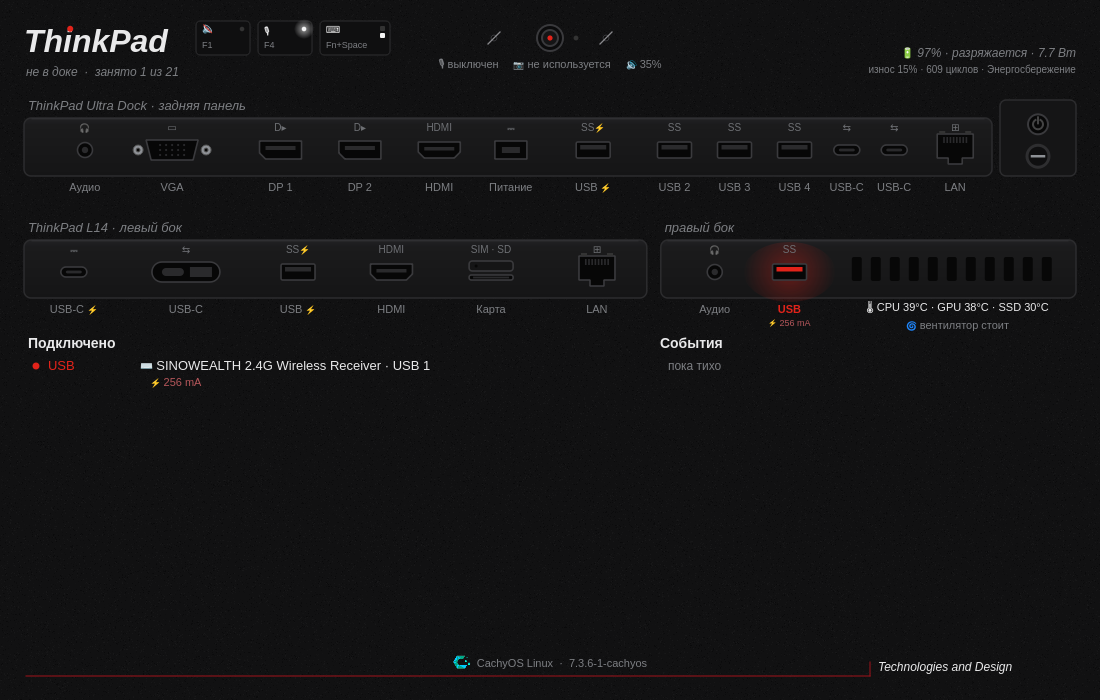 ThinkPad
F1
F4
Fn+Space
выключен
не используется
35%
97% · разряжается · 7.7 Вт
не в доке · занято 1 из 21
износ 15% · 609 циклов · Энергосбережение
ThinkPad Ultra Dock · задняя панель
D▸ D▸ HDMI SS⚡ SS SS SS
Аудио VGA DP 1 DP 2 HDMI Питание USB ⚡ USB 2 USB 3 USB 4 USB-C USB-C LAN
ThinkPad L14 · левый бок
SS⚡ HDMI SIM · SD
USB-C ⚡ USB-C USB ⚡ HDMI Карта LAN
правый бок
SS
Аудио USB CPU 39°C · GPU 38°C · SSD 30°C
⚡ 256 mA вентилятор стоит
Подключено
USB SINOWEALTH 2.4G Wireless Receiver · USB 1
⚡ 256 mA
События
пока тихо
CachyOS Linux · 7.3.6-1-cachyos
Technologies and Design